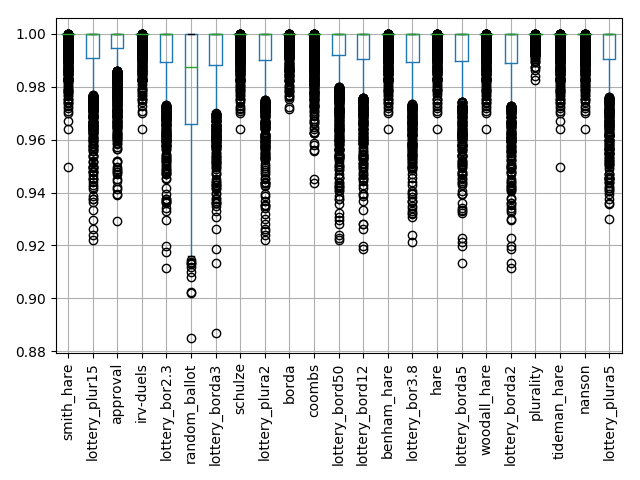 1.00
0.98
0.96
0.94
0.92
0.90
0.88
smith_hare
lottery_plur15
approval
irv-duels
lottery_bor2.3
random_ballot
lottery_borda3
schulze
lottery_plura2
borda
coombs
lottery_bord50
lottery_bord12
benham_hare
lottery_bor3.8
hare
lottery_borda5
woodall_hare
lottery_borda2
plurality
tideman_hare
nanson
lottery_plura5